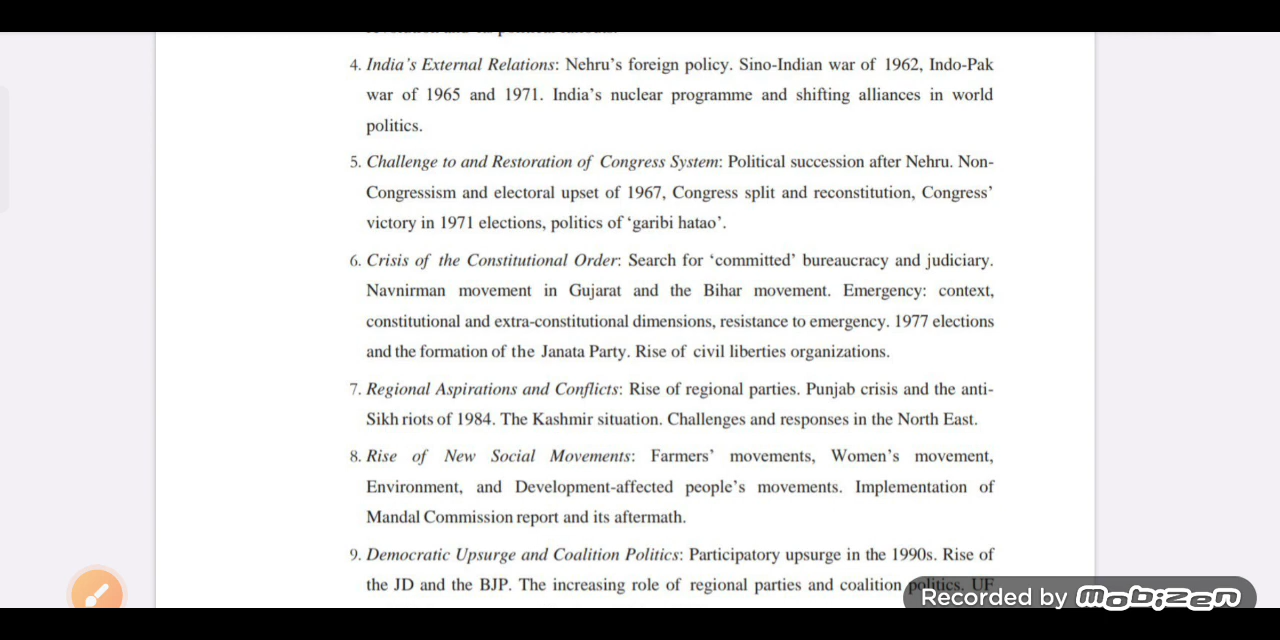 4. India's External Relations: Nehru's foreign policy. Sino-Indian war of 1962, Indo-Pak
war of 1965 and 1971. India's nuclear programme and shifting alliances in world
politics.
5. Challenge to and Restoration of Congress System: Political succession after Nehru. Non-
Congressism and electoral upset of 1967, Congress split and reconstitution, Congress'
victory in 1971 elections, politics of 'garibi hatao'.
6. Crisis of the Constitutional Order: Search for 'committed' bureaucracy and judiciary.
Navnirman movement in Gujarat and the Bihar movement. Emergency: context,
constitutional and extra-constitutional dimensions, resistance to emergency. 1977 elections
and the formation of the Janata Party. Rise of civil liberties organizations.
7. Regional Aspirations and Conflicts: Rise of regional parties. Punjab crisis and the anti-
Sikh riots of 1984. The Kashmir situation. Challenges and responses in the North East.
8. Rise of New Social Movements: Farmers' movements, Women's movement,
Environment, and Development-affected people's movements. Implementation of
Mandal Commission report and its aftermath.
9. Democratic Upsurge and Coalition Politics: Participatory upsurge in the 1990s. Rise of
the JD and the BJP. The increasing role of regional parties and coalition politics. UF
Recorded by mobizen